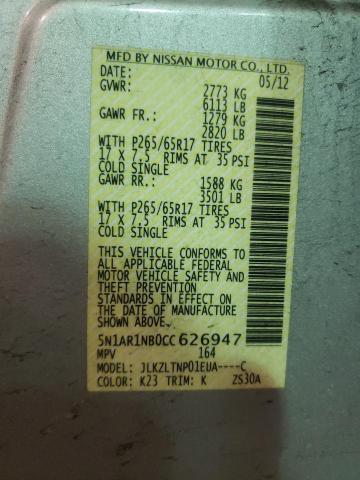 MFD BY NISSAN MOTOR CO., LTD.
DATE: 05/12
GVWR: 2773 KG
6113 LB
GAWR FR.: 1279 KG
2820 LB
WITH P265/65R17 TIRES
17 X 7.5 RIMS AT 35 PSI
COLD SINGLE
GAWR RR.: 1588 KG
3501 LB
WITH P265/65R17 TIRES
17 X 7.5 RIMS AT 35 PSI
COLD SINGLE
THIS VEHICLE CONFORMS TO
ALL APPLICABLE FEDERAL
MOTOR VEHICLE SAFETY AND
THEFT PREVENTION
STANDARDS IN EFFECT ON
THE DATE OF MANUFACTURE
SHOWN ABOVE.
5N1AR1NB0CC626947
MPV 164
MODEL: JLKZLTNP01EUA----C
COLOR: K23 TRIM: K ZS30A